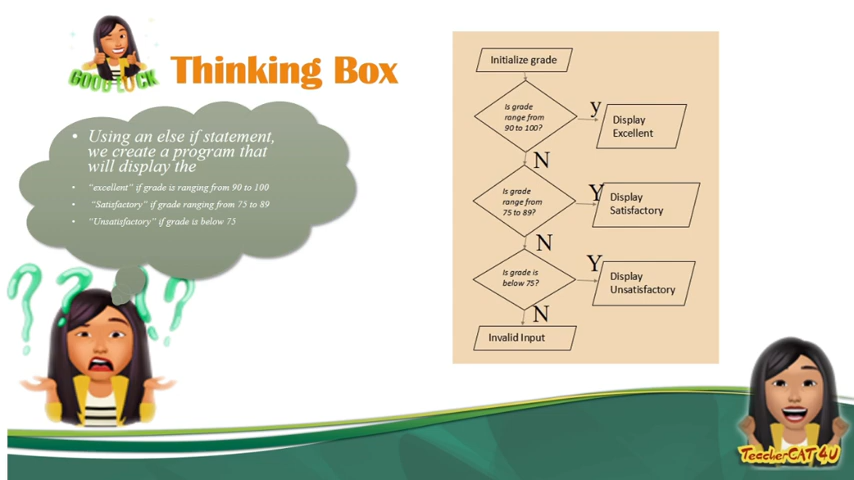 GOOD LUCK
Thinking Box
• Using an else if statement,
we create a program that
will display the
• “excellent” if grade is ranging from 90 to 100
• “Satisfactory” if grade ranging from 75 to 89
• “Unsatisfactory” if grade is below 75
Initialize grade
Is grade
range from
90 to 100?
y
Display
Excellent
N
Is grade
range from
75 to 89?
Y
Display
Satisfactory
N
Is grade is
below 75?
Y
Display
Unsatisfactory
N
Invalid Input
TeacherCAT4U